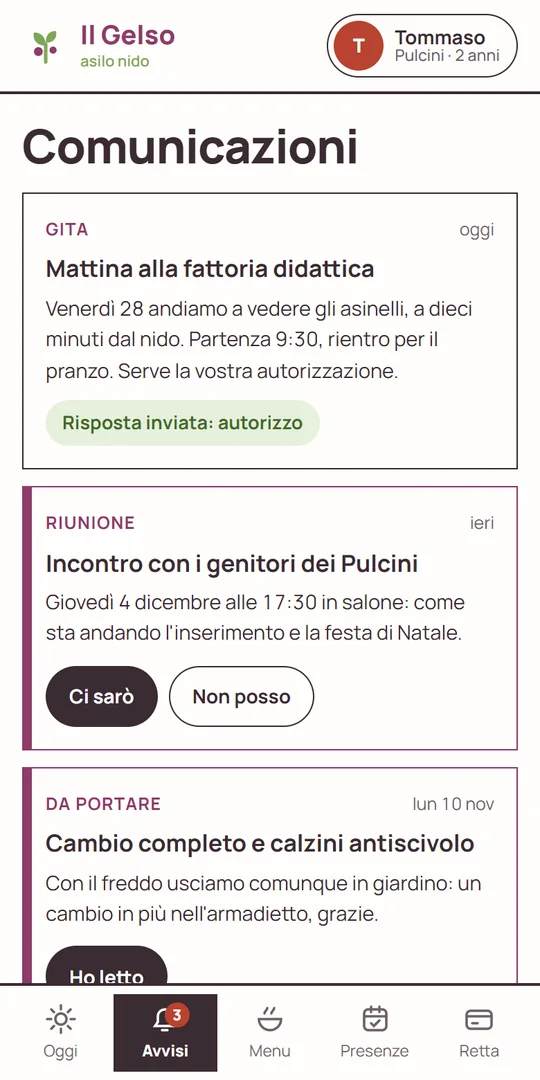 Il Gelso
asilo nido
T
Tommaso
Pulcini · 2 anni
Comunicazioni
GITA
oggi
Mattina alla fattoria didattica
Venerdì 28 andiamo a vedere gli asinelli, a dieci
minuti dal nido. Partenza 9:30, rientro per il
pranzo. Serve la vostra autorizzazione.
Risposta inviata: autorizzo
RIUNIONE
ieri
Incontro con i genitori dei Pulcini
Giovedì 4 dicembre alle 17:30 in salone: come
sta andando l'inserimento e la festa di Natale.
Ci sarò
Non posso
DA PORTARE
lun 10 nov
Cambio completo e calzini antiscivolo
Con il freddo usciamo comunque in giardino: un
cambio in più nell'armadietto, grazie.
Ho letto
3
Oggi
Avvisi
Menu
Presenze
Retta